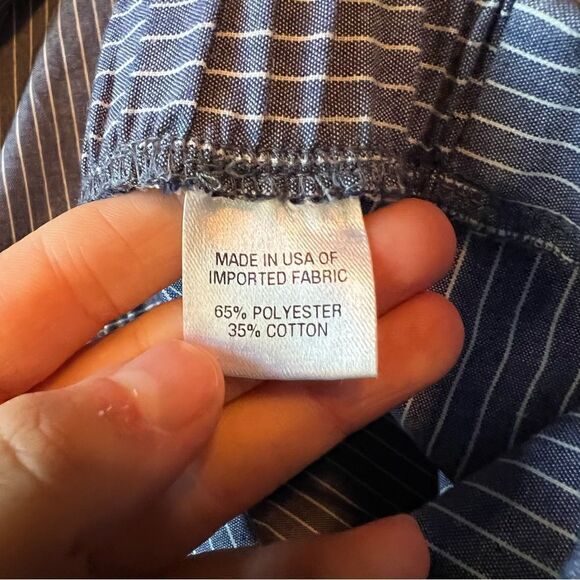 MADE IN USA OF
IMPORTED FABRIC
65% POLYESTER
35% COTTON